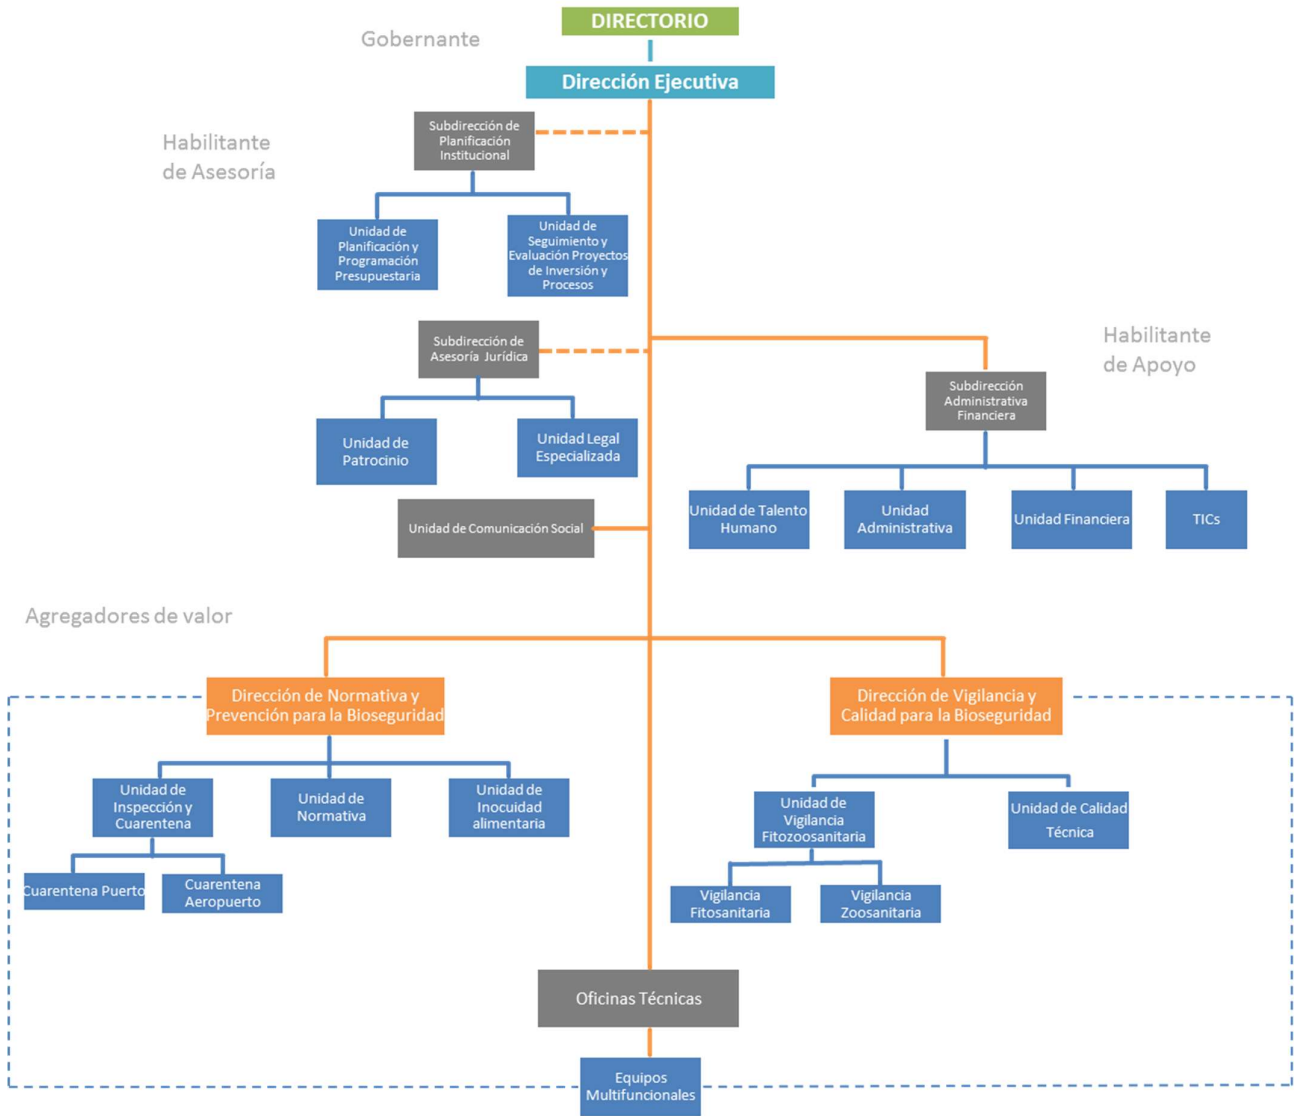 DIRECTORIO
Gobernante
Dirección Ejecutiva
Subdirección de
Planificación
Institucional
Habilitante
de Asesoría
Unidad de
Planificación y
Programación
Presupuestaria
Unidad de
Seguimiento y
Evaluación Proyectos
de Inversión y
Procesos
Subdirección de
Asesoría Jurídica
Habilitante
de Apoyo
Subdirección
Administrativa
Financiera
Unidad de
Patrocinio
Unidad Legal
Especializada
Unidad de Comunicación Social
Unidad de Talento
Humano
Unidad
Administrativa
Unidad Financiera
TICs
Agregadores de valor
Dirección de Normativa y
Prevención para la Bioseguridad
Dirección de Vigilancia y
Calidad para la Bioseguridad
Unidad de
Inspección y
Cuarentena
Unidad de
Normativa
Unidad de
Inocuidad
alimentaria
Unidad de
Vigilancia
Fitozoosanitaria
Unidad de Calidad
Técnica
Cuarentena Puerto
Cuarentena
Aeropuerto
Vigilancia
Fitosanitaria
Vigilancia
Zoosanitaria
Oficinas Técnicas
Equipos
Multifuncionales